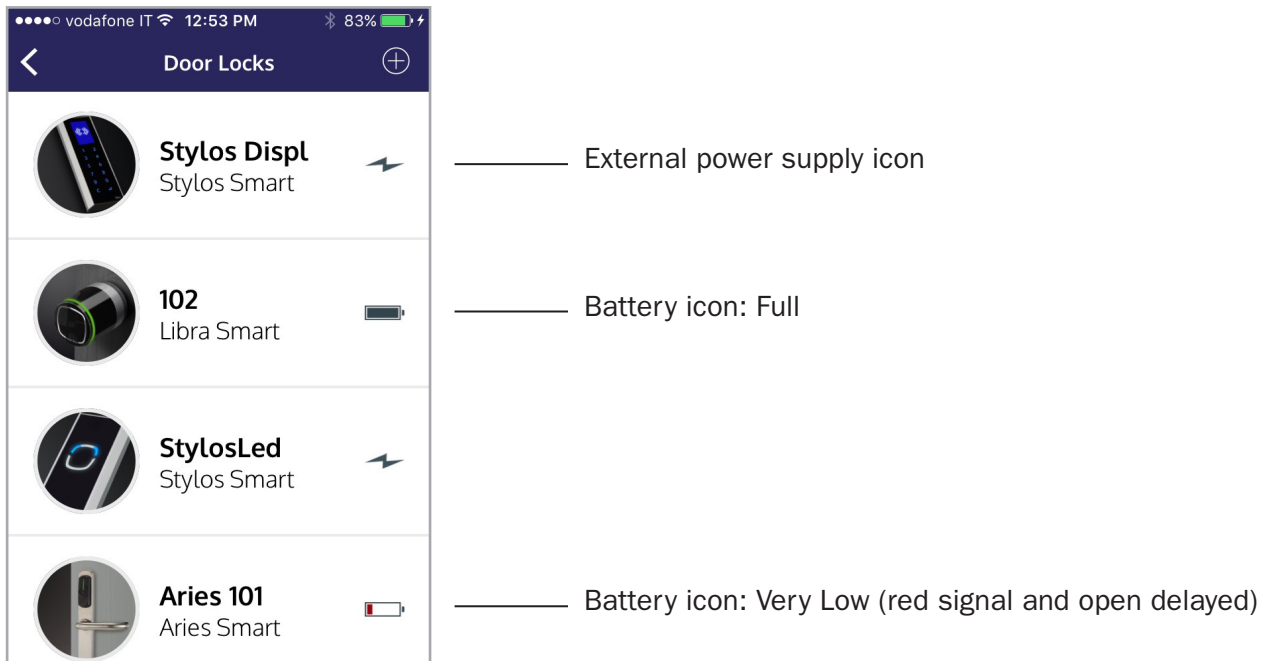 vodafone IT 12:53 PM 83%
Door Locks
Stylos Displ
Stylos Smart
External power supply icon
102
Libra Smart
Battery icon: Full
StylosLed
Stylos Smart
Aries 101
Aries Smart
Battery icon: Very Low (red signal and open delayed)